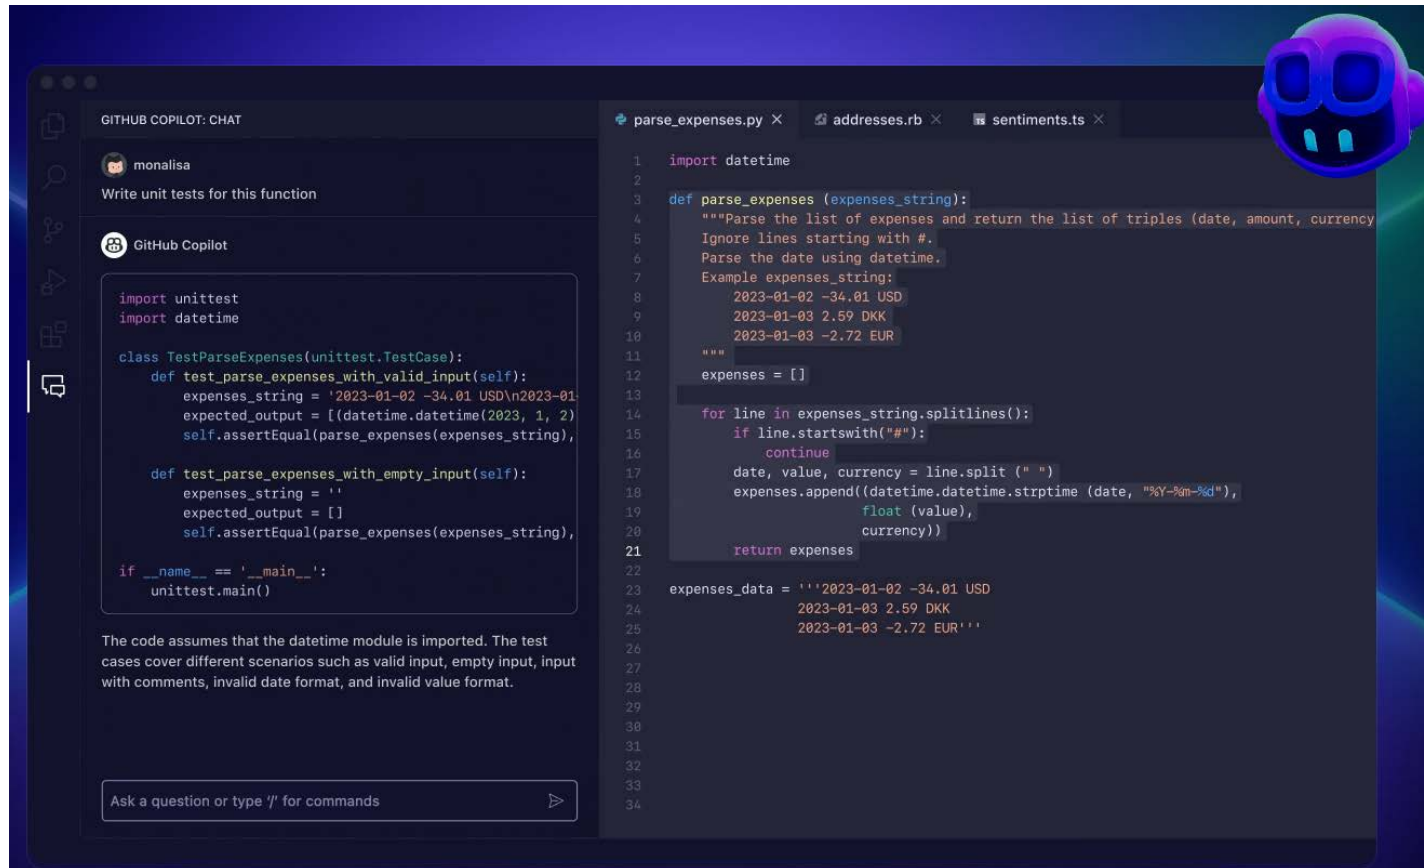 GITHUB COPILOT: CHAT
monalisa
Write unit tests for this function
GitHub Copilot
import unittest
import datetime
class TestParseExpenses(unittest.TestCase):
    def test_parse_expenses_with_valid_input(self):
        expenses_string = '2023-01-02 -34.01 USD\n2023-01-
        expected_output = [(datetime.datetime(2023, 1, 2)
        self.assertEqual(parse_expenses(expenses_string),
    def test_parse_expenses_with_empty_input(self):
        expenses_string = ''
        expected_output = []
        self.assertEqual(parse_expenses(expenses_string),
if __name__ == '__main__':
    unittest.main()
The code assumes that the datetime module is imported. The test
cases cover different scenarios such as valid input, empty input, input
with comments, invalid date format, and invalid value format.
Ask a question or type '/' for commands
parse_expenses.py × addresses.rb × TS sentiments.ts ×
1 import datetime
2
3 def parse_expenses (expenses_string):
4     """Parse the list of expenses and return the list of triples (date, amount, currency
5     Ignore lines starting with #.
6     Parse the date using datetime.
7     Example expenses_string:
8         2023-01-02 -34.01 USD
9         2023-01-03 2.59 DKK
10         2023-01-03 -2.72 EUR
11     """
12     expenses = []
13
14     for line in expenses_string.splitlines():
15         if line.startswith("#"):
16             continue
17         date, value, currency = line.split (" ")
18         expenses.append((datetime.datetime.strptime (date, "%Y-%m-%d"),
19                         float (value),
20                         currency))
21         return expenses
22
23 expenses_data = '''2023-01-02 -34.01 USD
24                 2023-01-03 2.59 DKK
25                 2023-01-03 -2.72 EUR'''
26
27
28
29
30
31
32
33
34